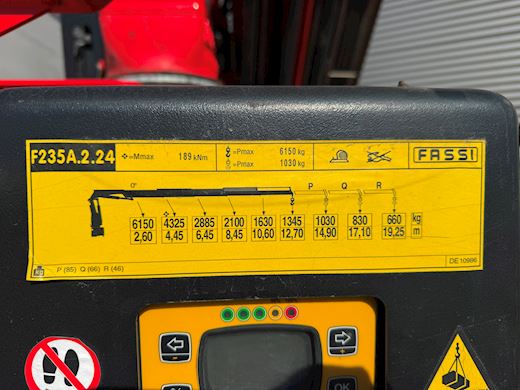 F235A.2.24 =Mmax 189 kNm =Pmax 6150 kg FASSI
=Pmax 1030 kg
0° P Q R
6150 4325 2885 2100 1630 1345 1030 830 660 kg
2,60 4,45 6,45 8,45 10,60 12,70 14,90 17,10 19,25 m
P (85) Q (66) R (46) DE10986
- +
% OK